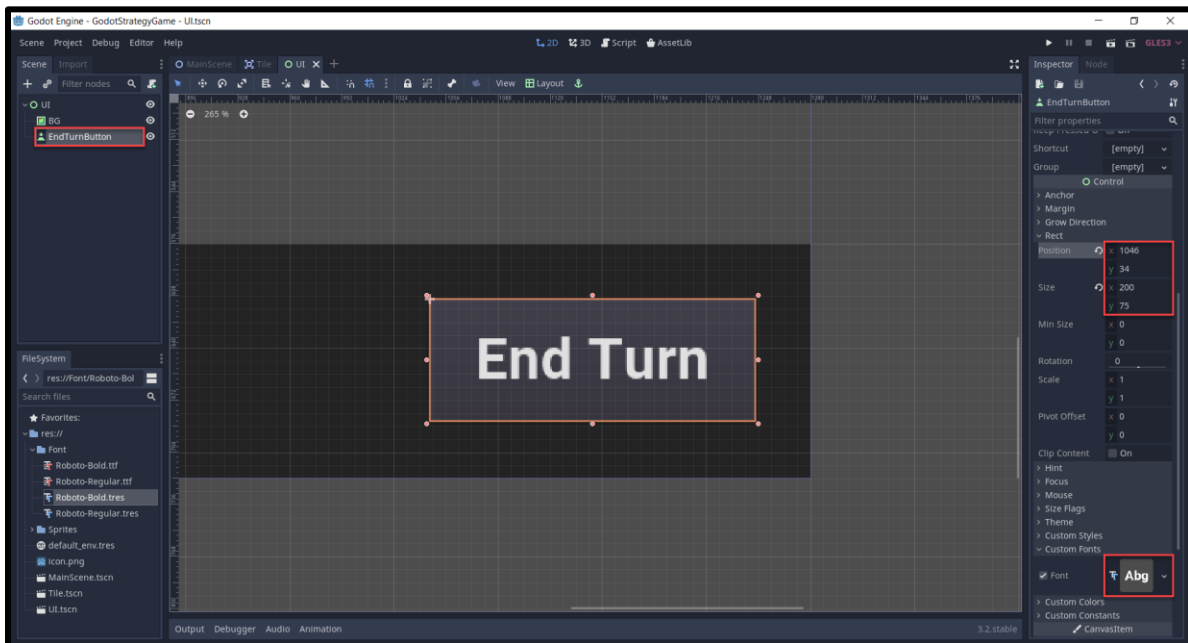 Godot Engine - GodotStrategyGame - UI.tscn
Scene Project Debug Editor Help
2D 3D Script AssetLib
GLES3
Scene Import
Filter nodes
UI
BG
EndTurnButton
MainScene Tile UI X +
View Layout
265 %
End Turn
FileSystem
res://Font/Roboto-Bol
Search files
Favorites:
res://
Font
Roboto-Bold.ttf
Roboto-Regular.ttf
Roboto-Bold.tres
Roboto-Regular.tres
Sprites
default_env.tres
icon.png
MainScene.tscn
Tile.tscn
UI.tscn
Output Debugger Audio Animation
3.2.stable
Inspector Node
EndTurnButton
Filter properties
Shortcut [empty]
Group [empty]
Control
Anchor
Margin
Grow Direction
Rect
Position x 1046
y 34
Size x 200
y 75
Min Size x 0
y 0
Rotation 0
Scale x 1
y 1
Pivot Offset x 0
y 0
Clip Content On
Hint
Focus
Mouse
Size Flags
Theme
Custom Styles
Custom Fonts
Font Abg
Custom Colors
Custom Constants
CanvasItem